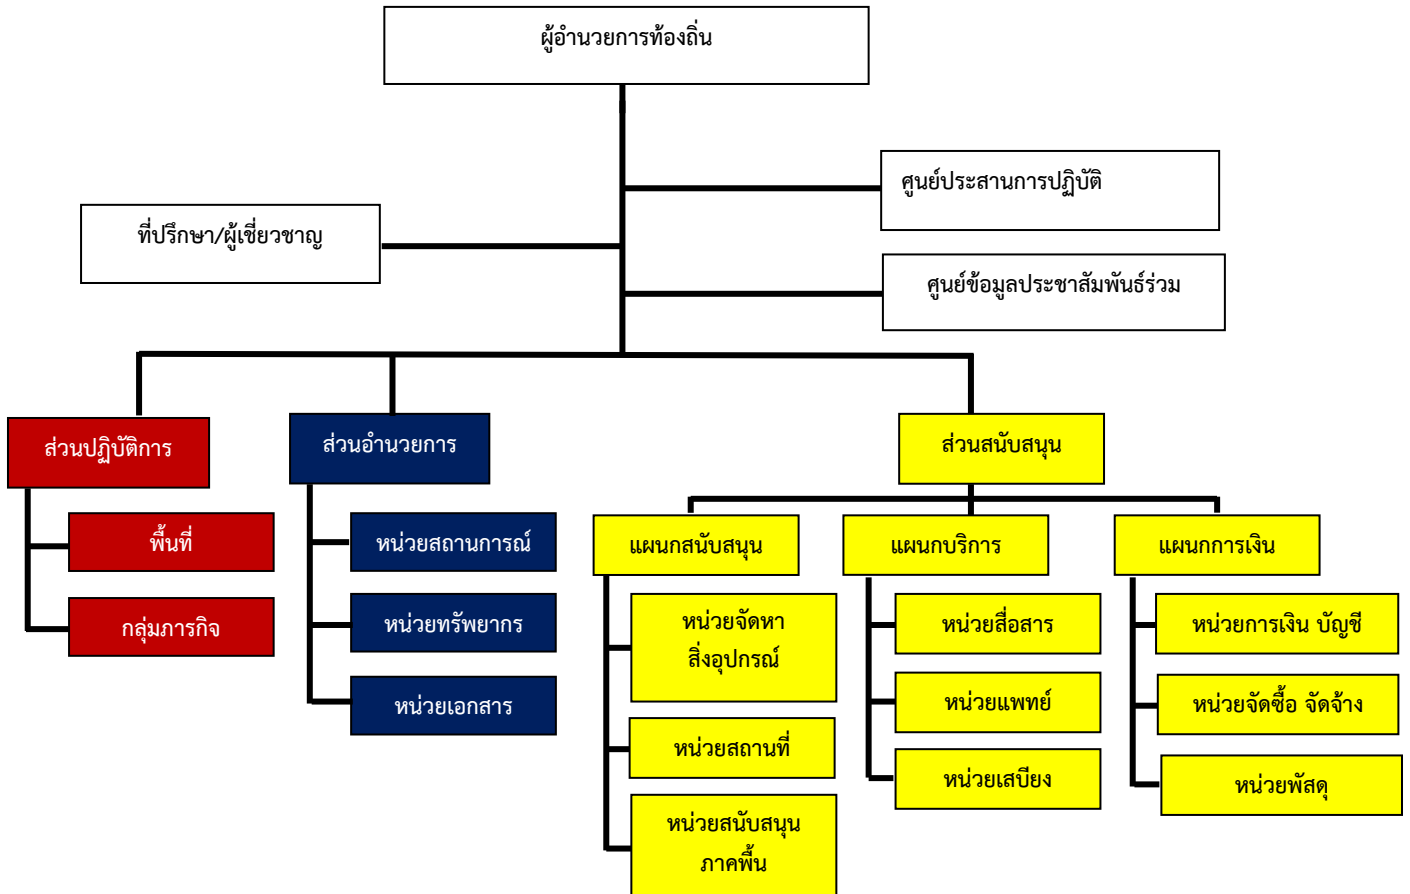 ผู้อำนวยการท้องถิ่น
ศูนย์ประสานการปฏิบัติ
ที่ปรึกษา/ผู้เชี่ยวชาญ
ศูนย์ข้อมูลประชาสัมพันธ์ร่วม
ส่วนปฏิบัติการ
พื้นที่
กลุ่มภารกิจ
ส่วนอำนวยการ
หน่วยสถานการณ์
หน่วยทรัพยากร
หน่วยเอกสาร
ส่วนสนับสนุน
แผนกสนับสนุน
หน่วยจัดหา
สิ่งอุปกรณ์
หน่วยสถานที่
หน่วยสนับสนุน
ภาคพื้น
แผนกบริการ
หน่วยสื่อสาร
หน่วยแพทย์
หน่วยเสบียง
แผนกการเงิน
หน่วยการเงิน บัญชี
หน่วยจัดซื้อ จัดจ้าง
หน่วยพัสดุ